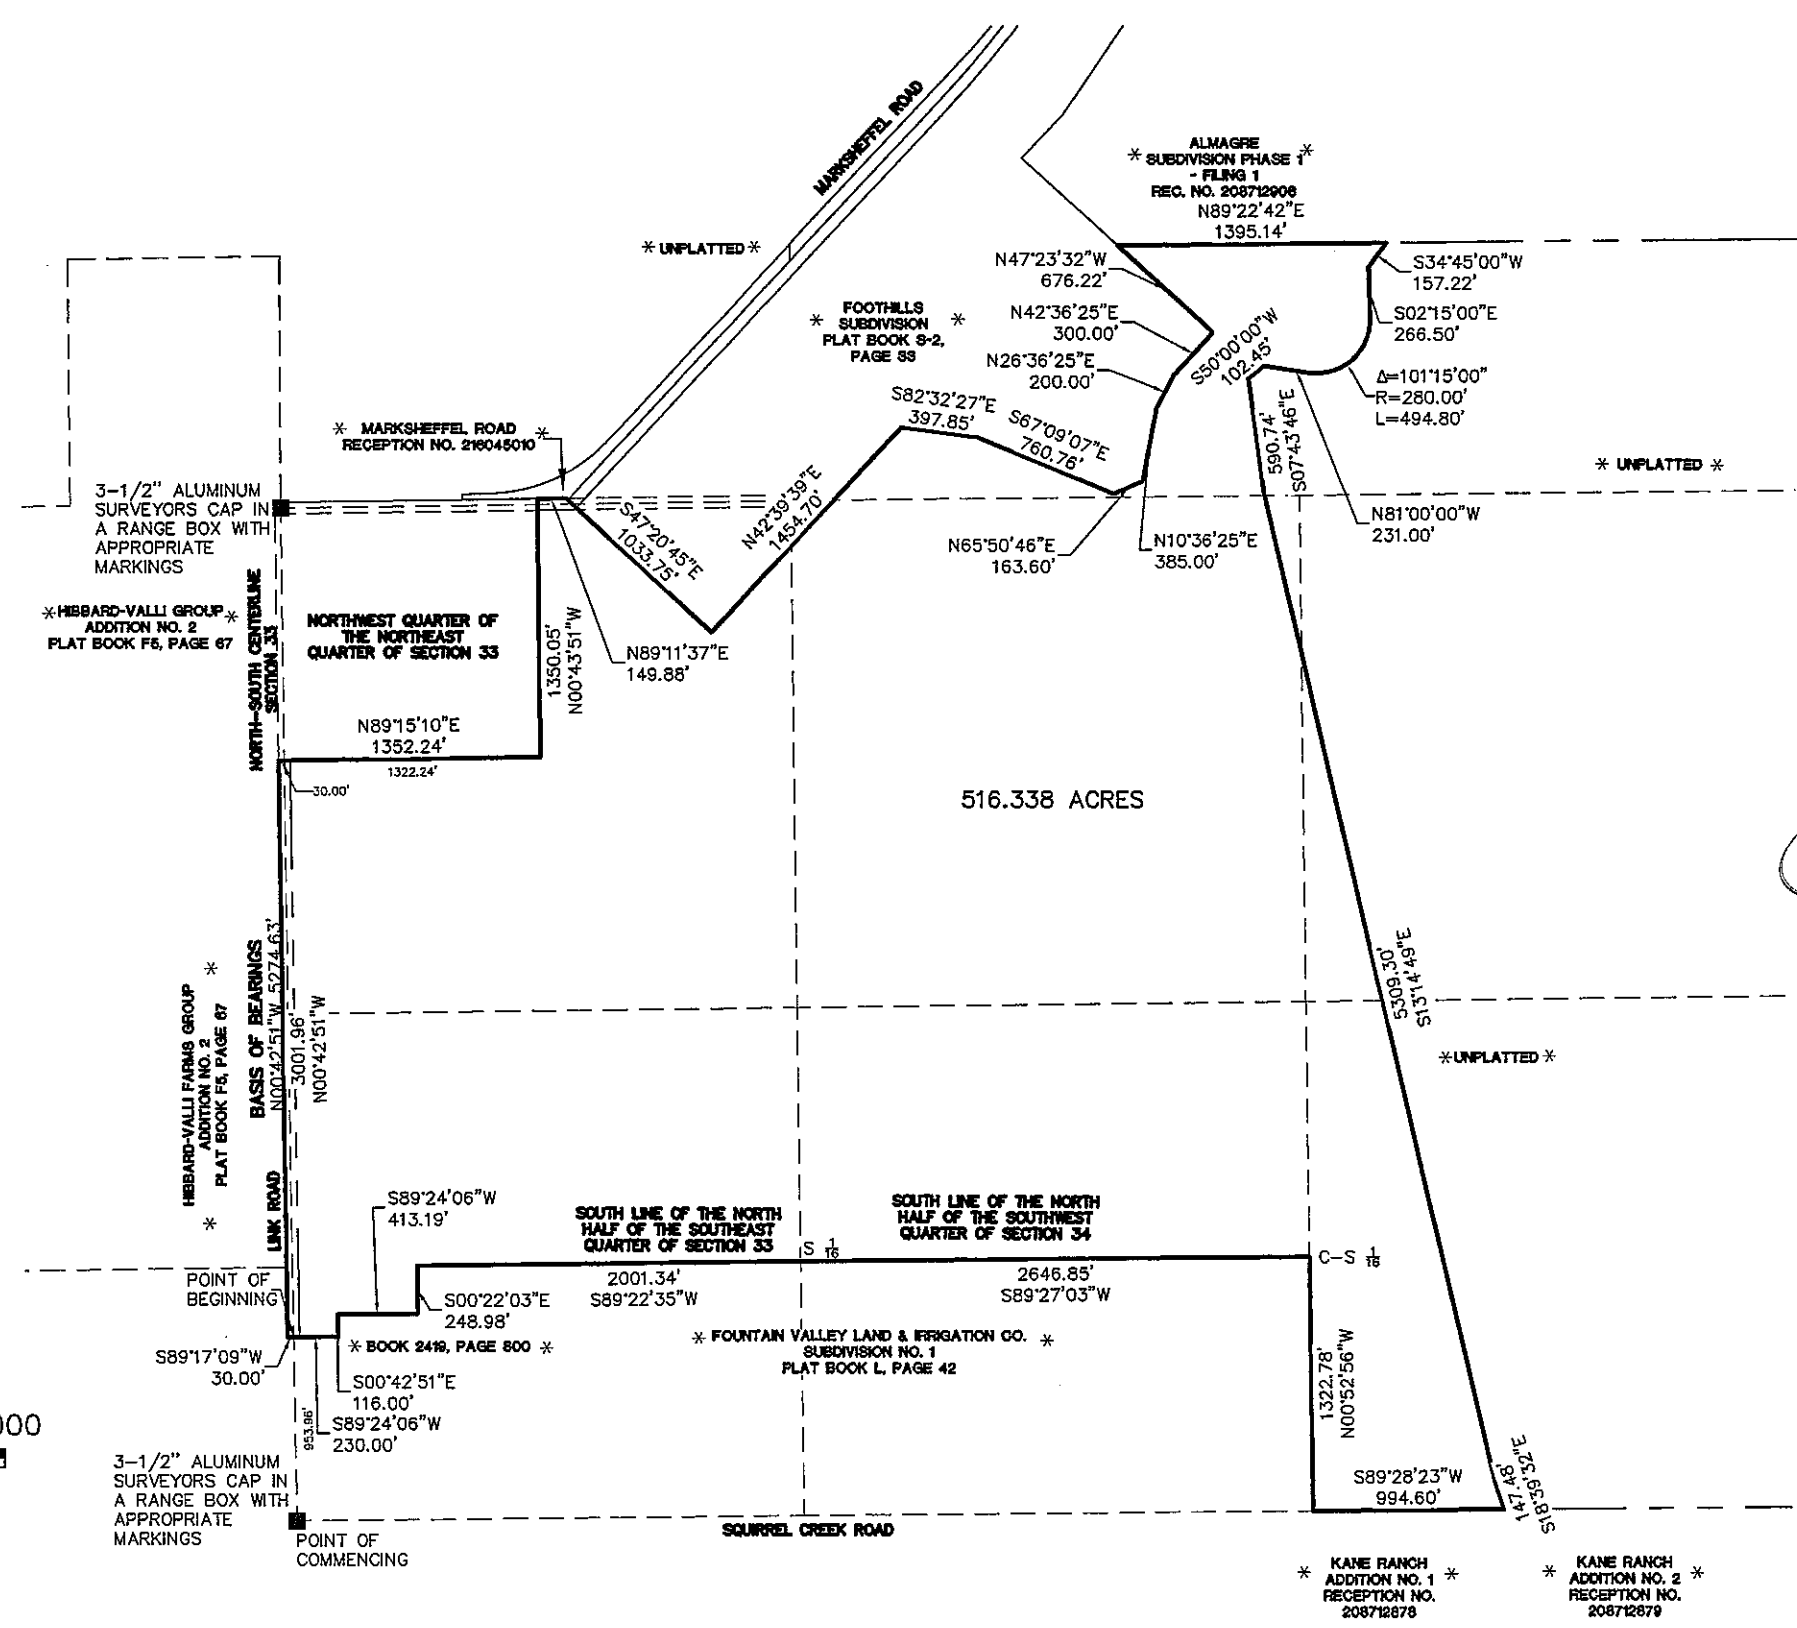 MARKSHEFFEL ROAD
ALMAGRE
* SUBDIVISION PHASE 1 *
- FILING 1
REC. NO. 208712906
N89°22'42"E
1395.14'
* UNPLATTED *
N47°23'32"W
676.22'
S34°45'00"W
157.22'
FOOTHILLS
* SUBDIVISION *
PLAT BOOK S-2,
PAGE 33
N42°36'25"E
300.00'
S02°15'00"E
266.50'
N26°36'25"E
200.00'
S50°00'00"W
102.45'
Δ=101°15'00"
R=280.00'
L=494.80'
S82°32'27"E
397.85'
S67°09'07"E
760.76'
590.74'
S07°43'46"E
* MARKSHEFFEL ROAD *
RECEPTION NO. 216045010
* UNPLATTED *
3-1/2" ALUMINUM
SURVEYORS CAP IN
A RANGE BOX WITH
APPROPRIATE
MARKINGS
S47°20'45"E
1033.75'
N42°39'39"E
1454.70'
N81°00'00"W
231.00'
N65°50'46"E
163.60'
N10°36'25"E
385.00'
* HIBBARD-VALLI GROUP *
ADDITION NO. 2
PLAT BOOK F5, PAGE 67
NORTH-SOUTH CENTERLINE
SECTION 33
NORTHWEST QUARTER OF
THE NORTHEAST
QUARTER OF SECTION 33
1350.05'
N00°43'51"W
N89°11'37"E
149.88'
N89°15'10"E
1352.24'
1322.24'
30.00'
516.338 ACRES
HIBBARD-VALLI FARMS GROUP
* ADDITION NO. 2 *
PLAT BOOK F5, PAGE 67
BASIS OF BEARINGS
N00°42'51"W 5274.63'
3001.96'
N00°42'51"W
5309.30'
S13°14'49"E
* UNPLATTED *
LINK ROAD
S89°24'06"W
413.19'
SOUTH LINE OF THE NORTH
HALF OF THE SOUTHEAST
QUARTER OF SECTION 33
S 1/16
SOUTH LINE OF THE NORTH
HALF OF THE SOUTHWEST
QUARTER OF SECTION 34
C-S 1/16
POINT OF
BEGINNING
2001.34'
S89°22'35"W
2646.85'
S89°27'03"W
S00°22'03"E
248.98'
* BOOK 2419, PAGE 800 *
* FOUNTAIN VALLEY LAND & IRRIGATION CO. *
SUBDIVISION NO. 1
PLAT BOOK L, PAGE 42
S89°17'09"W
30.00'
S00°42'51"E
116.00'
S89°24'06"W
230.00'
953.96'
1322.78'
N00°52'56"W
000
3-1/2" ALUMINUM
SURVEYORS CAP IN
A RANGE BOX WITH
APPROPRIATE
MARKINGS
S89°28'23"W
994.60'
147.48'
S18°39'32"E
SQUIRREL CREEK ROAD
POINT OF
COMMENCING
KANE RANCH
* ADDITION NO. 1 *
RECEPTION NO.
208712878
KANE RANCH
* ADDITION NO. 2 *
RECEPTION NO.
208712879